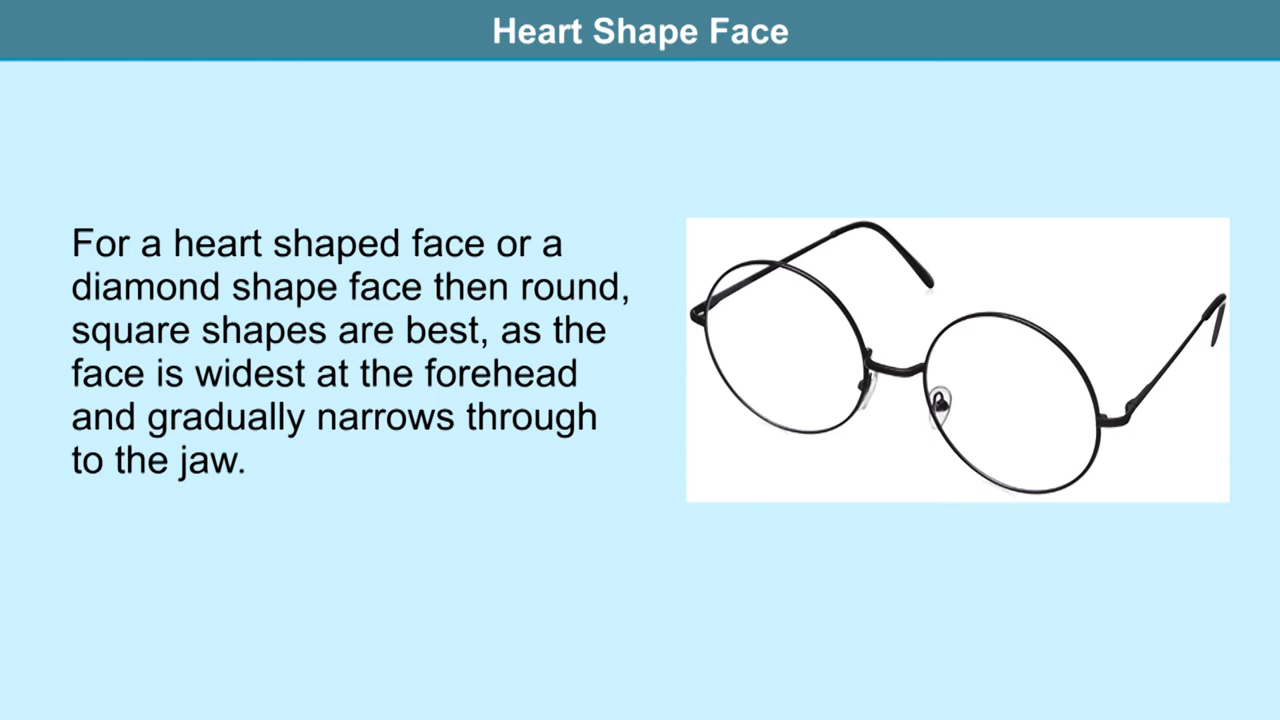 Heart Shape Face
For a heart shaped face or a
diamond shape face then round,
square shapes are best, as the
face is widest at the forehead
and gradually narrows through
to the jaw.